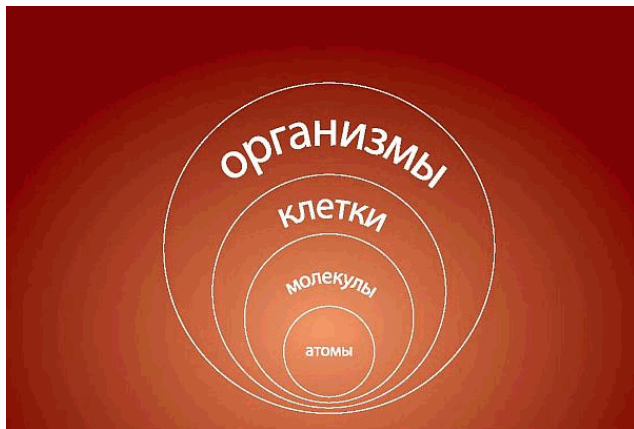 организмы
клетки
молекулы
атомы